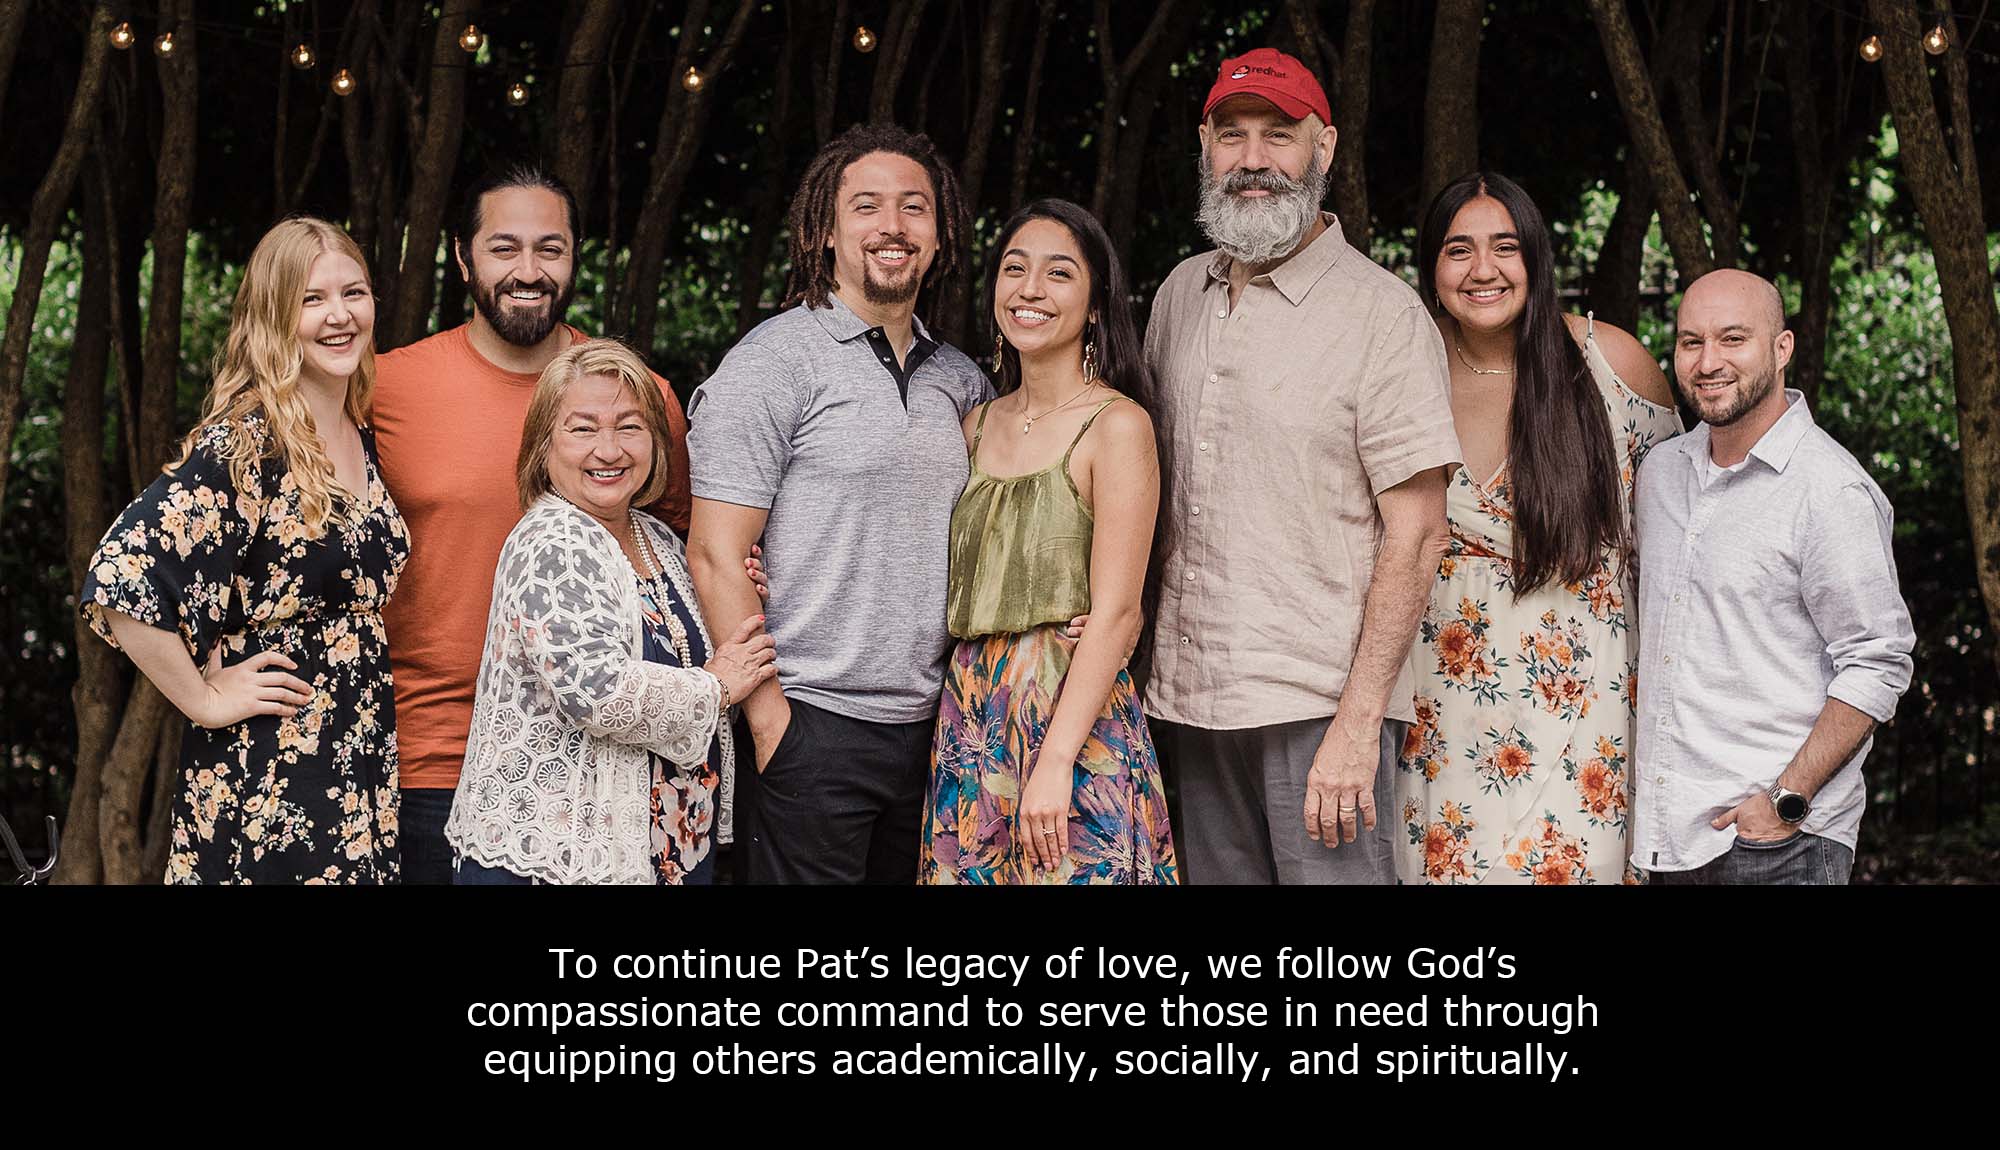 redhat
To continue Pat’s legacy of love, we follow God’s
compassionate command to serve those in need through
equipping others academically, socially, and spiritually.